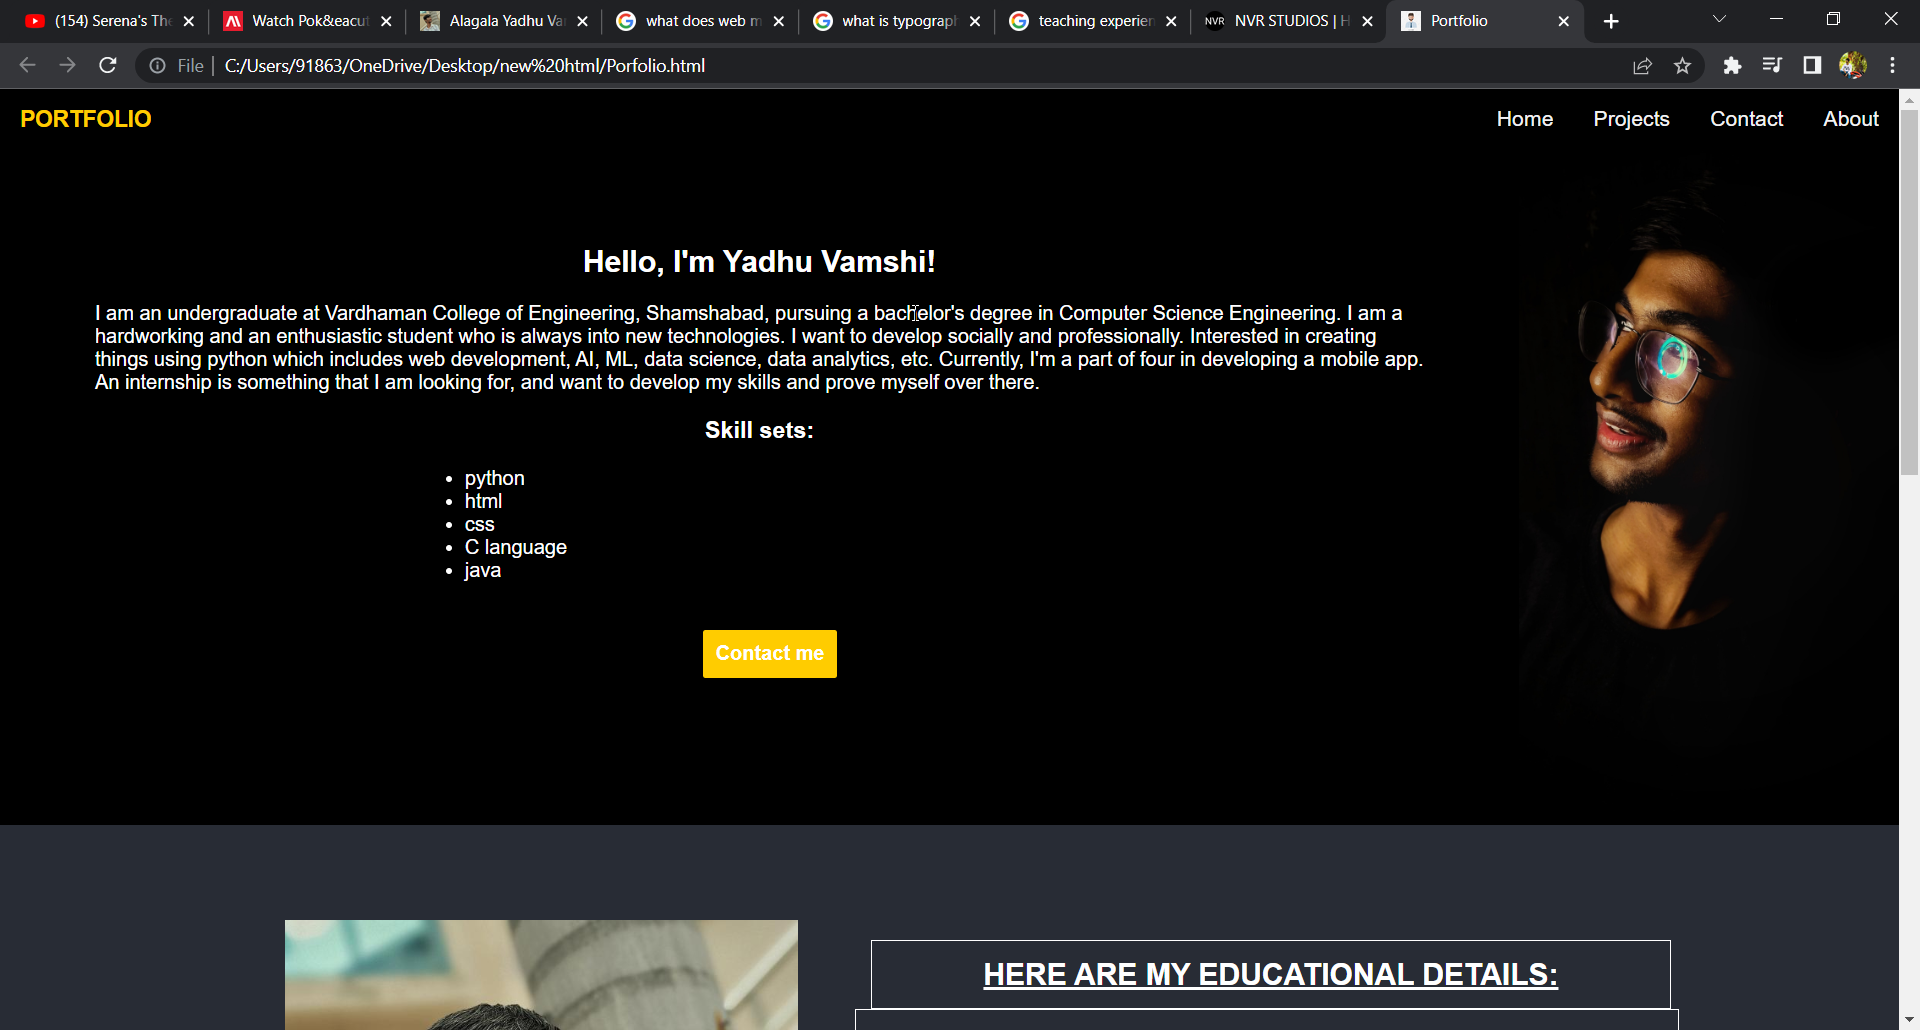 (154) Serena's The
Watch Pok&eacut
Alagala Yadhu Va
what does web m
what is typograph
teaching experien
NVR
NVR STUDIOS | H
Portfolio
File
C:/Users/91863/OneDrive/Desktop/new%20html/Porfolio.html
PORTFOLIO
Home
Projects
Contact
About
Hello, I'm Yadhu Vamshi!
I am an undergraduate at Vardhaman College of Engineering, Shamshabad, pursuing a bachelor's degree in Computer Science Engineering. I am a
hardworking and an enthusiastic student who is always into new technologies. I want to develop socially and professionally. Interested in creating
things using python which includes web development, AI, ML, data science, data analytics, etc. Currently, I'm a part of four in developing a mobile app.
An internship is something that I am looking for, and want to develop my skills and prove myself over there.
Skill sets:
• python
• html
• css
• C language
• java
Contact me
HERE ARE MY EDUCATIONAL DETAILS: